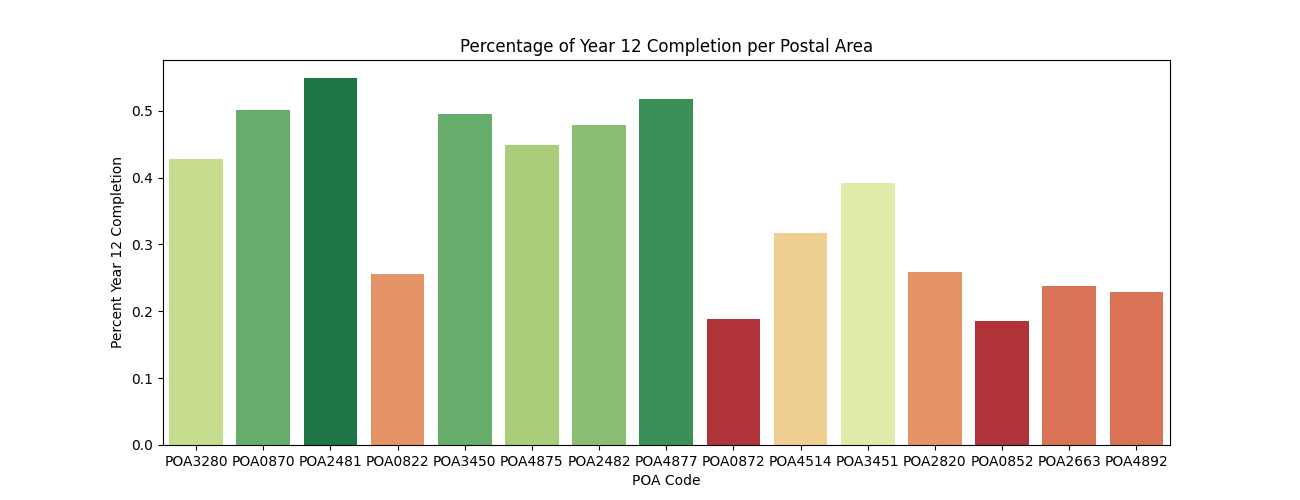 Percentage of Year 12 Completion per Postal Area
Percent Year 12 Completion
0.5
0.4
0.3
0.2
0.1
0.0
POA3280 POA0870 POA2481 POA0822 POA3450 POA4875 POA2482 POA4877 POA0872 POA4514 POA3451 POA2820 POA0852 POA2663 POA4892
POA Code